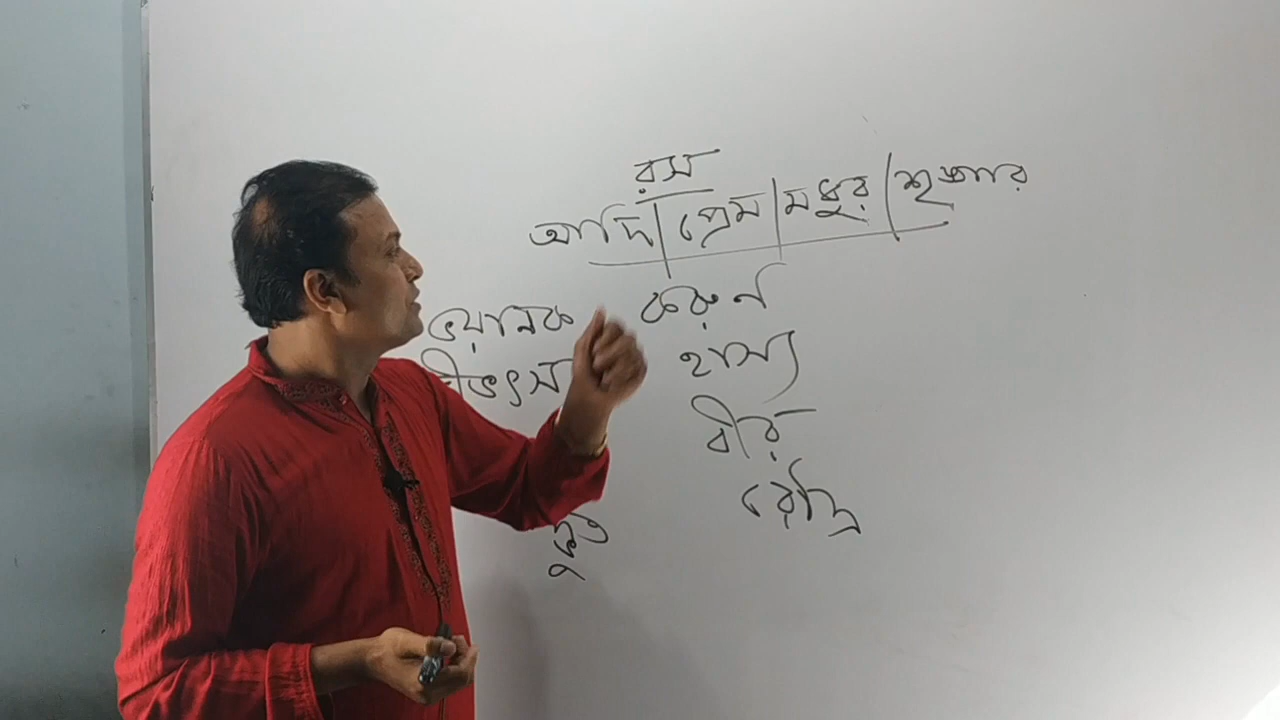 রস
আদি | প্রেম | মধুর | শৃঙ্গার
ভয়ানক করুণ
বীভৎস হাস্য
বীর
রৌদ্র